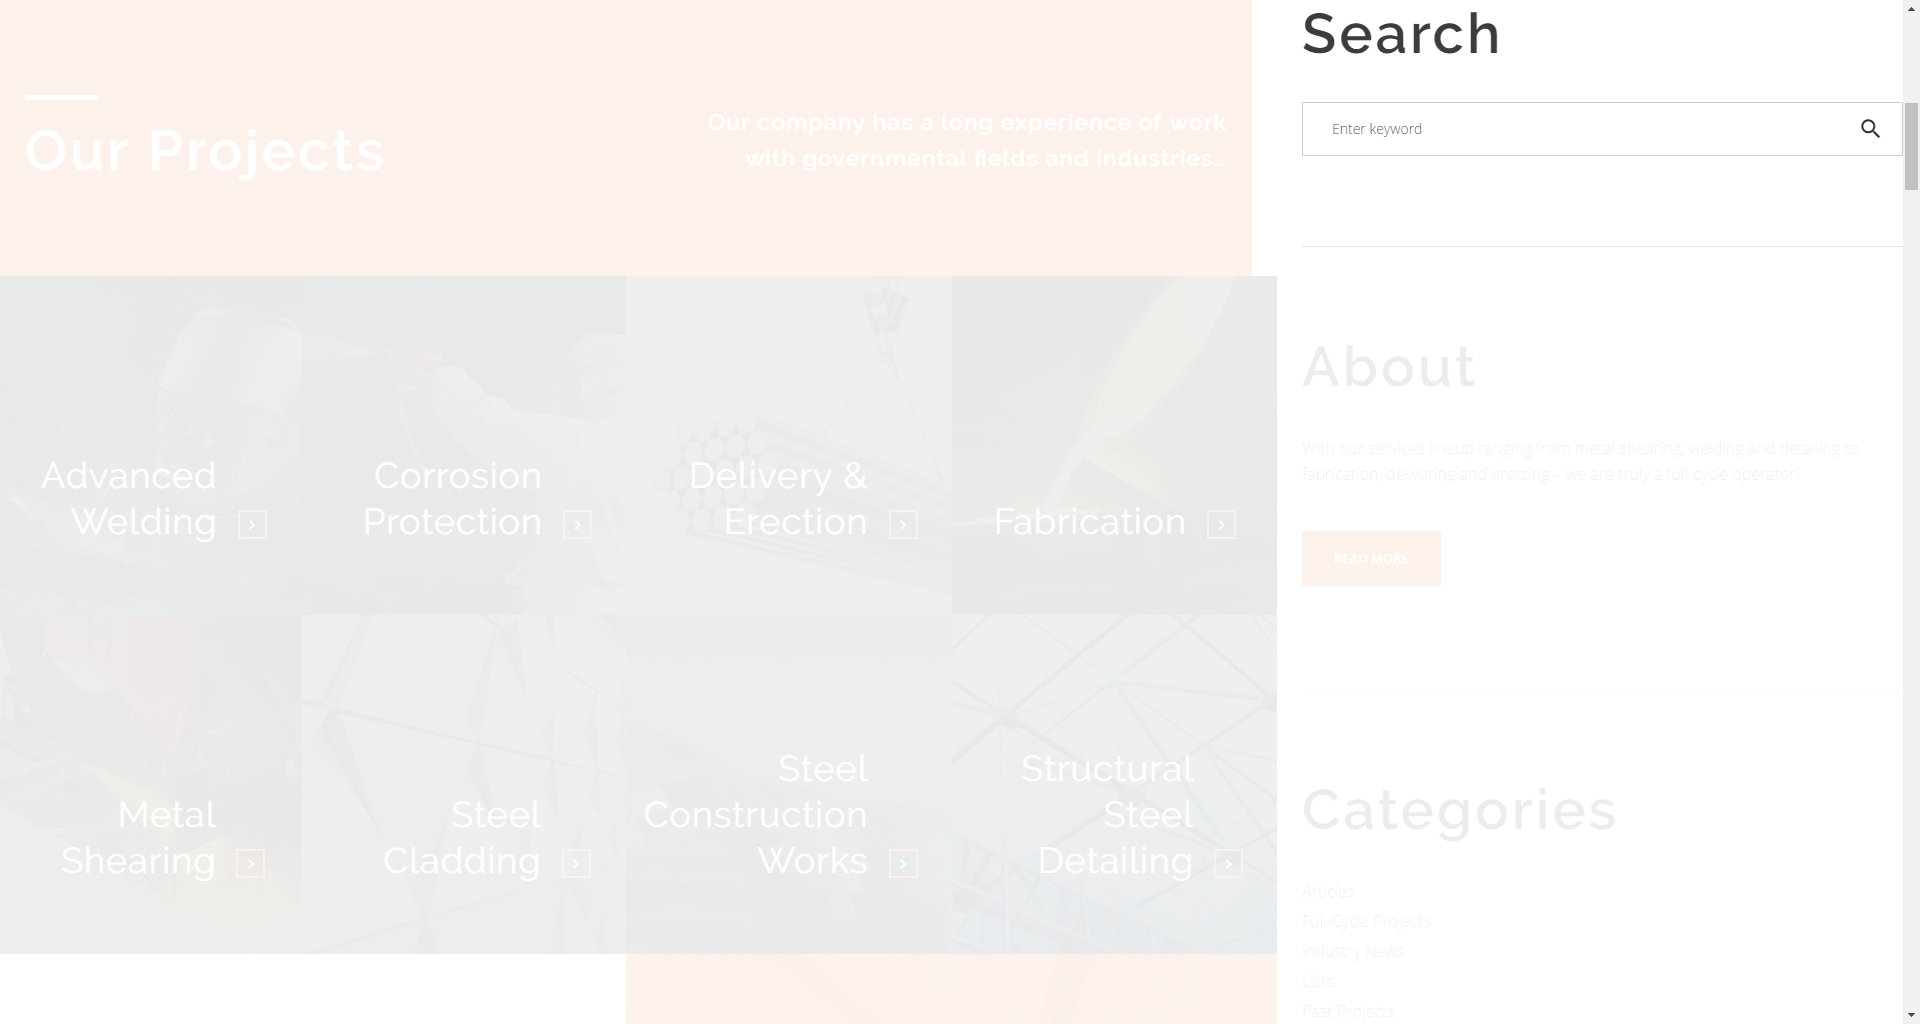 Our Projects
Our company has a long experience of work
with governmental fields and industries...
Advanced
Welding
Corrosion
Protection
Delivery &
Erection
Fabrication
Metal
Shearing
Steel
Cladding
Steel
Construction
Works
Structural
Steel
Detailing
Search
Enter keyword
About
With our services lineup ranging from metal shearing, welding and detailing to
fabrication, delivering and erecting – we are truly a full-cycle operator!
READ MORE
Categories
Articles
Full-Cycle Projects
Industry News
Lists
Past Projects